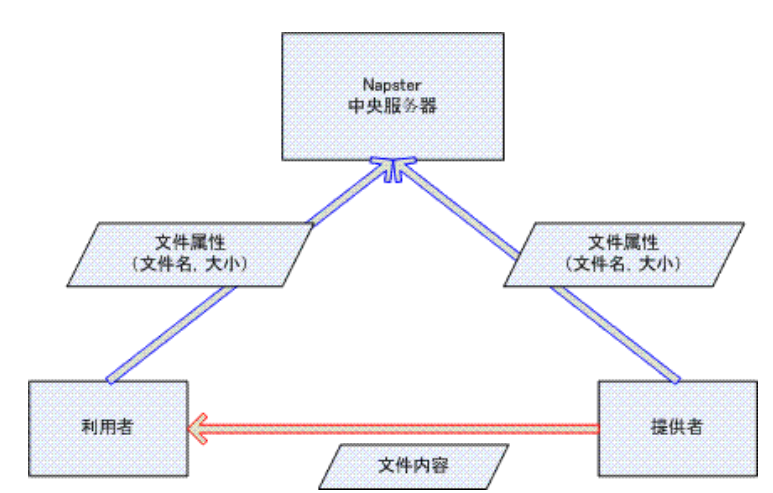 Napster
中央服务器
文件属性
（文件名, 大小）
文件属性
（文件名, 大小）
利用者
提供者
文件内容